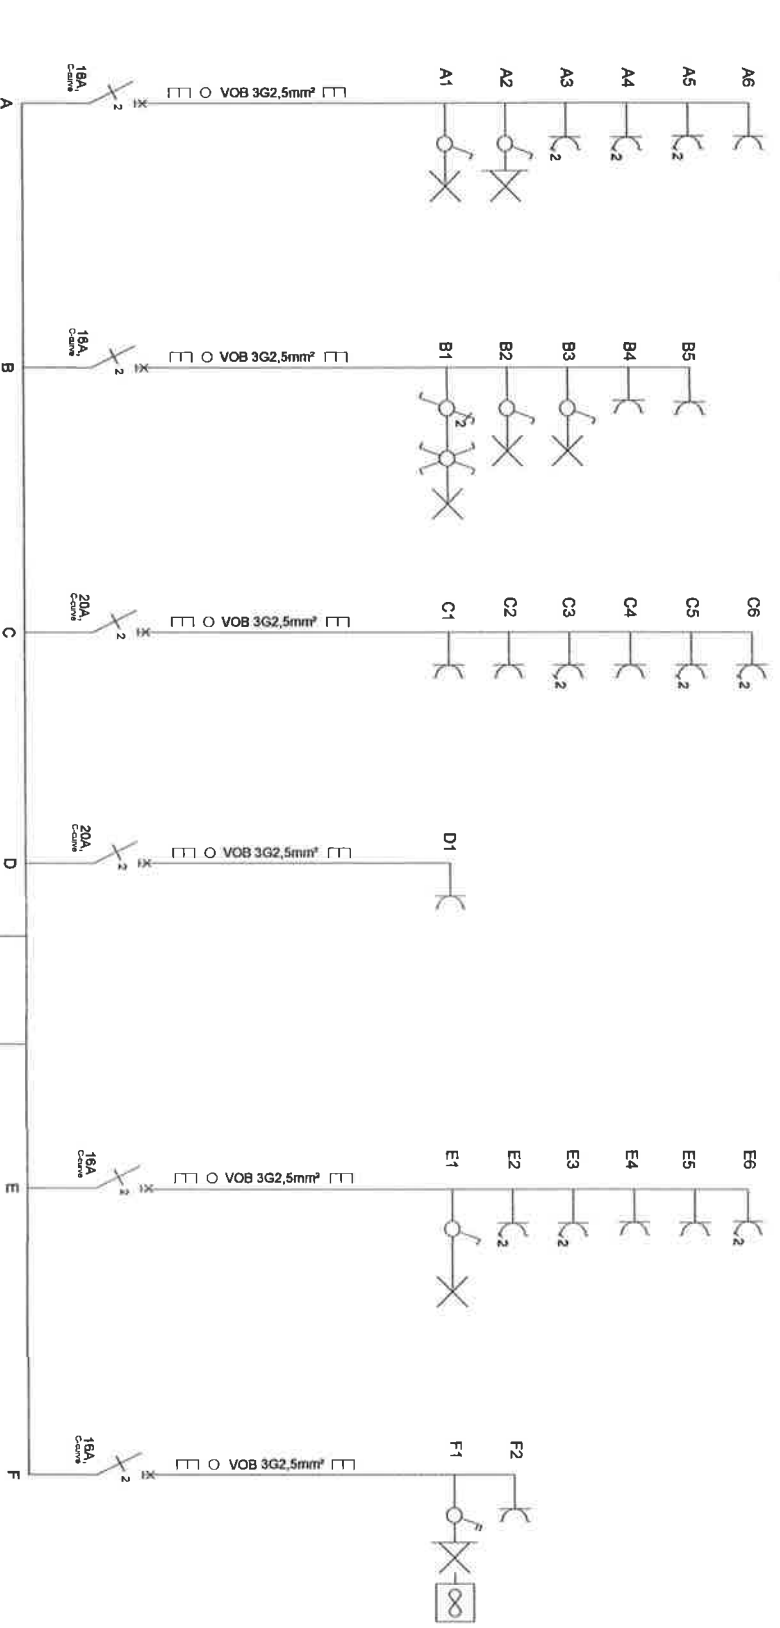 A6
A5
A4
A3
A2
A1
VOB 3G2,5mm²
2
2
2
2
16A,
C-curve
A
B5
B4
B3
B2
B1
2
VOB 3G2,5mm²
2
16A,
C-curve
B
C6
C5
C4
C3
C2
C1
2
2
2
VOB 3G2,5mm²
2
20A,
C-curve
C
D1
VOB 3G2,5mm²
2
20A,
C-curve
D
E6
E5
E4
E3
E2
E1
2
2
2
VOB 3G2,5mm²
2
16A
C-curve
E
F2
F1
VOB 3G2,5mm²
2
16A,
C-curve
F